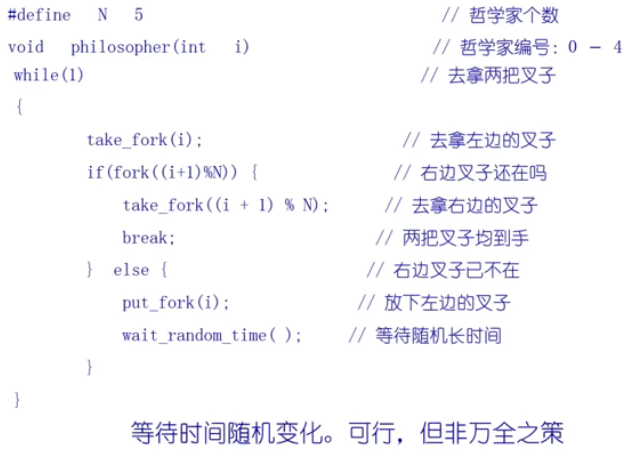 #define N 5 // 哲学家个数
void philosopher(int i) // 哲学家编号: 0 - 4
while(1) // 去拿两把叉子
{
take_fork(i); // 去拿左边的叉子
if(fork((i+1)%N)) { // 右边叉子还在吗
take_fork((i + 1) % N); // 去拿右边的叉子
break; // 两把叉子均到手
} else { // 右边叉子已不在
put_fork(i); // 放下左边的叉子
wait_random_time( ); // 等待随机长时间
}
}
等待时间随机变化。可行，但非万全之策